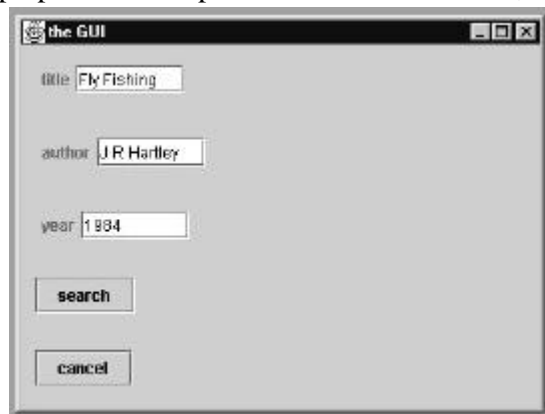 the GUI
title Fly Fishing
author J R Hartley
year 1984
search
cancel